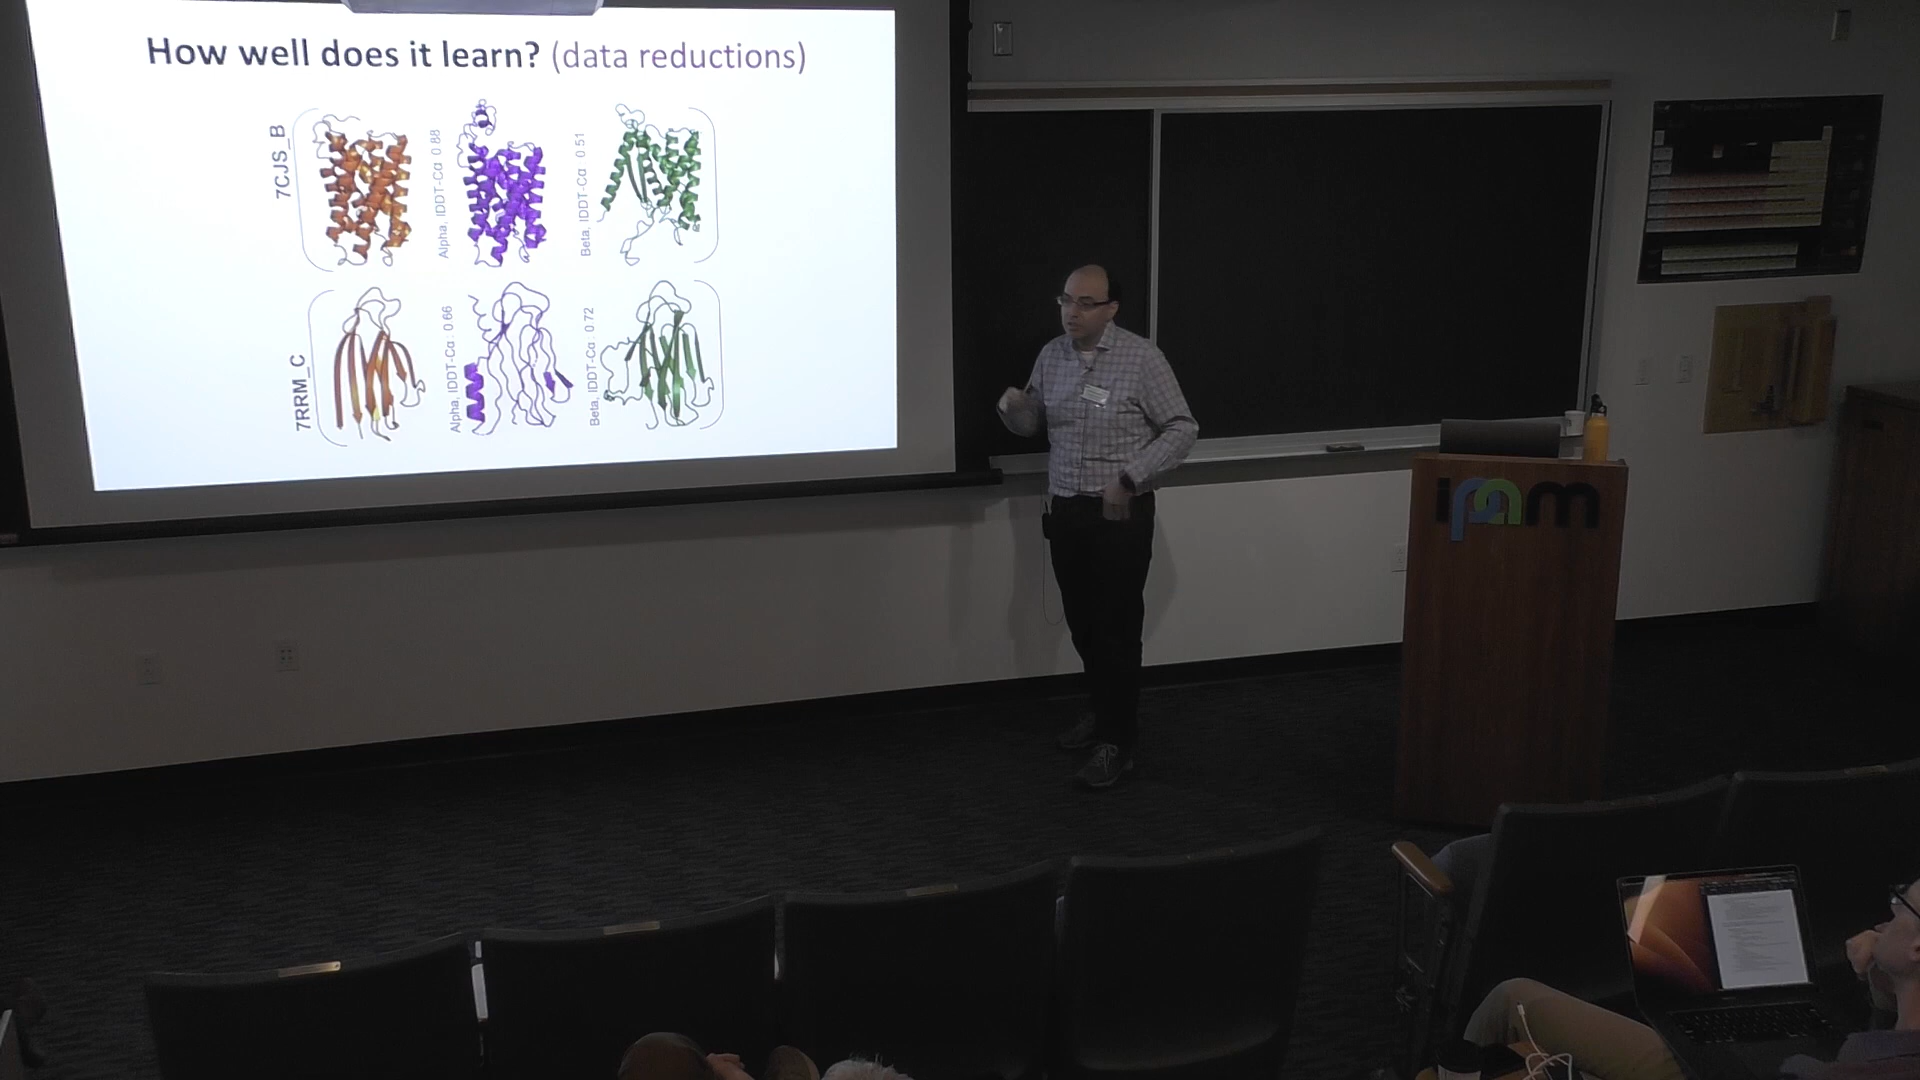 How well does it learn? (data reductions)
7CJS_B
Alpha, lDDT-Cα 0.88
Beta, lDDT-Cα 0.51
7RRM_C
Alpha, lDDT-Cα: 0.66
Beta, lDDT-Cα: 0.72
ipam